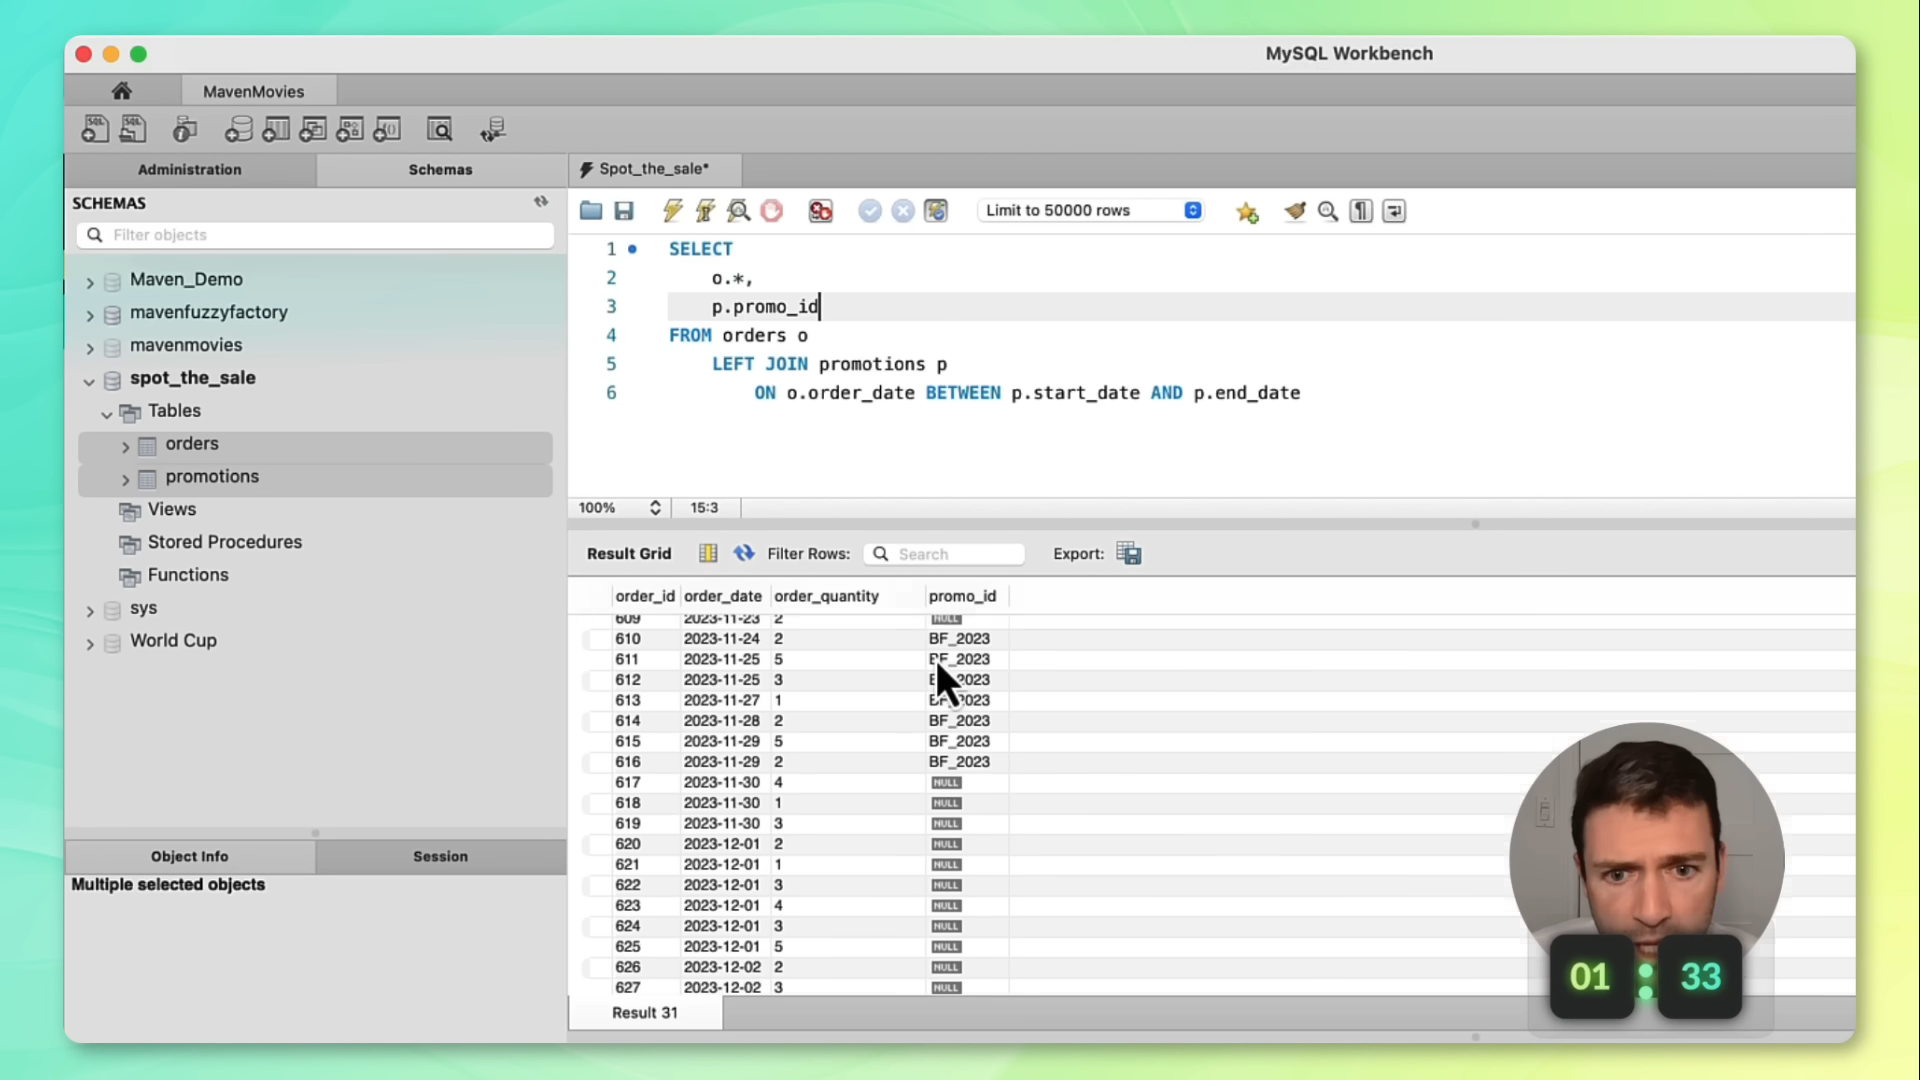 MySQL Workbench
MavenMovies
Administration
Schemas
Spot_the_sale*
SCHEMAS
Filter objects
Limit to 50000 rows
Maven_Demo
mavenfuzzyfactory
mavenmovies
spot_the_sale
Tables
orders
promotions
Views
Stored Procedures
Functions
sys
World Cup
1 SELECT
2 o.*,
3 p.promo_id
4 FROM orders o
5 LEFT JOIN promotions p
6 ON o.order_date BETWEEN p.start_date AND p.end_date
100% 15:3
Result Grid Filter Rows: Search Export:
order_id order_date order_quantity promo_id
609 2023-11-23 2 NULL
610 2023-11-24 2 BF_2023
611 2023-11-25 5 BF_2023
612 2023-11-25 3
613 2023-11-27 1
614 2023-11-28 2 BF_2023
615 2023-11-29 5 BF_2023
616 2023-11-29 2 BF_2023
617 2023-11-30 4 NULL
618 2023-11-30 1 NULL
619 2023-11-30 3 NULL
620 2023-12-01 2 NULL
621 2023-12-01 1 NULL
622 2023-12-01 3 NULL
623 2023-12-01 4 NULL
624 2023-12-01 3 NULL
625 2023-12-01 5 NULL
626 2023-12-02 2 NULL
627 2023-12-02 3 NULL
Result 31
Object Info Session
Multiple selected objects
01 : 33